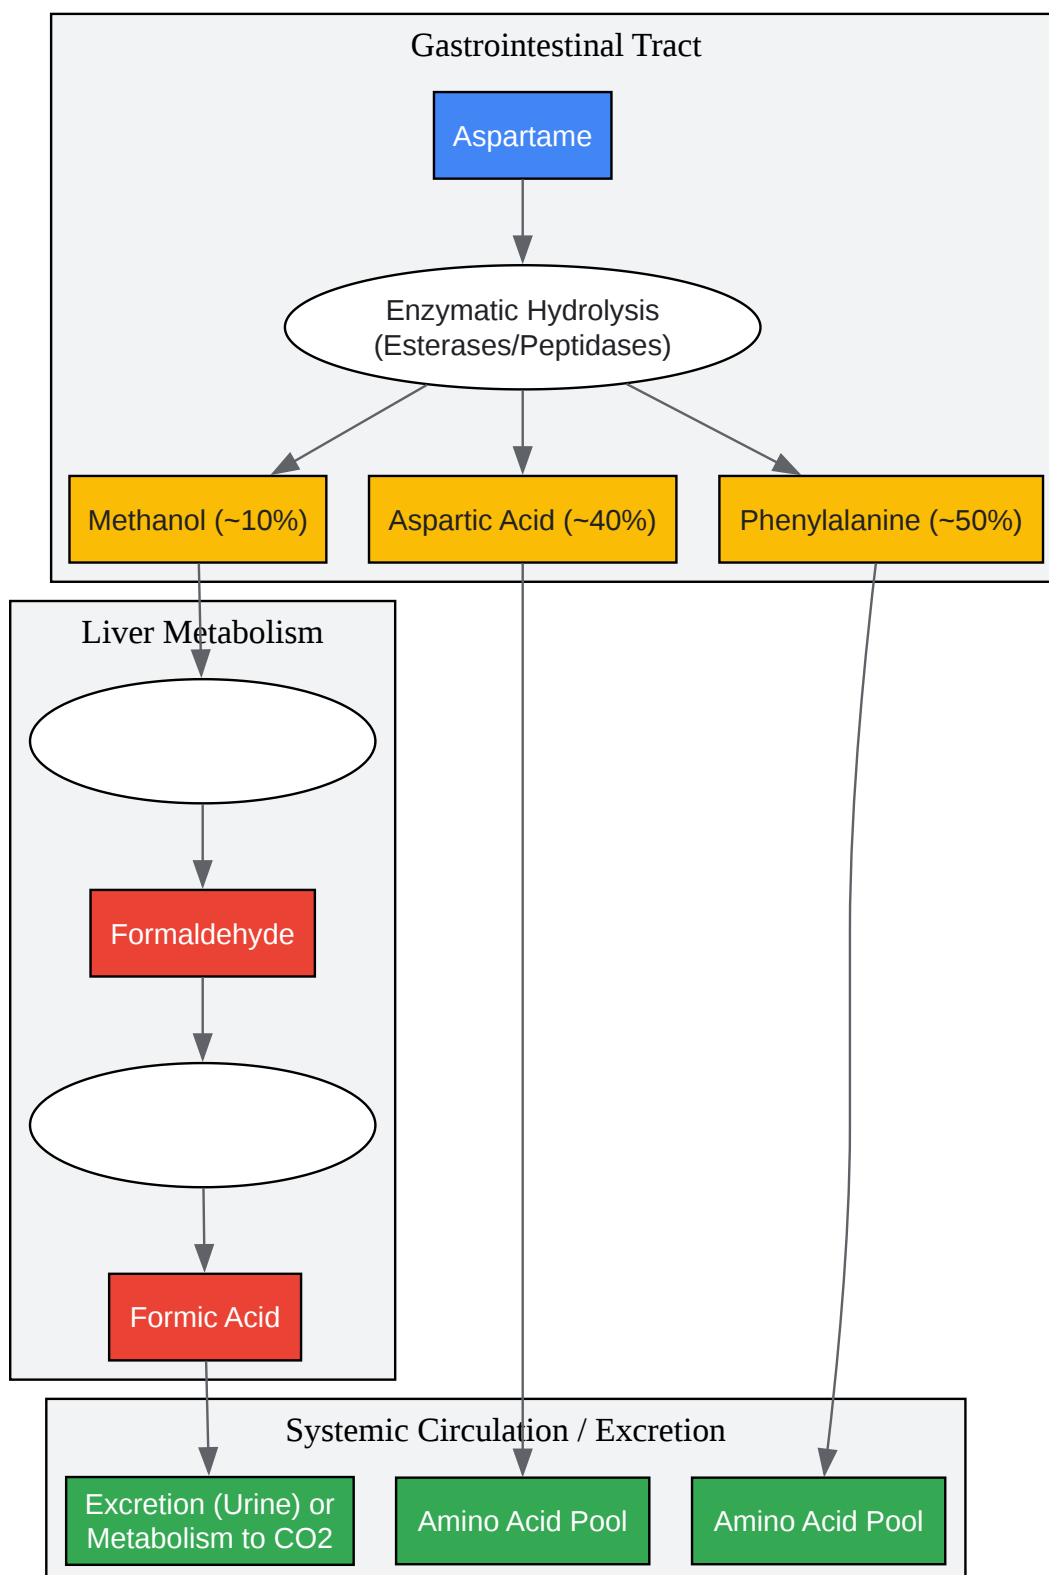 Gastrointestinal Tract
Aspartame
Enzymatic Hydrolysis
(Esterases/Peptidases)
Methanol (~10%)
Aspartic Acid (~40%)
Phenylalanine (~50%)
Liver Metabolism
Formaldehyde
Formic Acid
Systemic Circulation / Excretion
Excretion (Urine) or
Metabolism to CO2
Amino Acid Pool
Amino Acid Pool